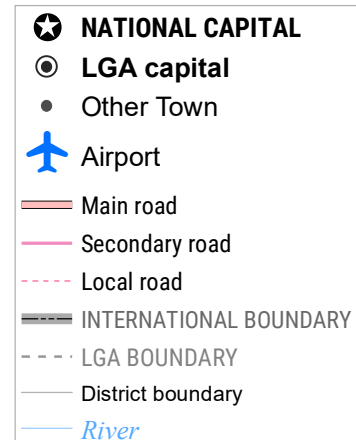 NATIONAL CAPITAL
LGA capital
Other Town
Airport
Main road
Secondary road
Local road
INTERNATIONAL BOUNDARY
LGA BOUNDARY
District boundary
River